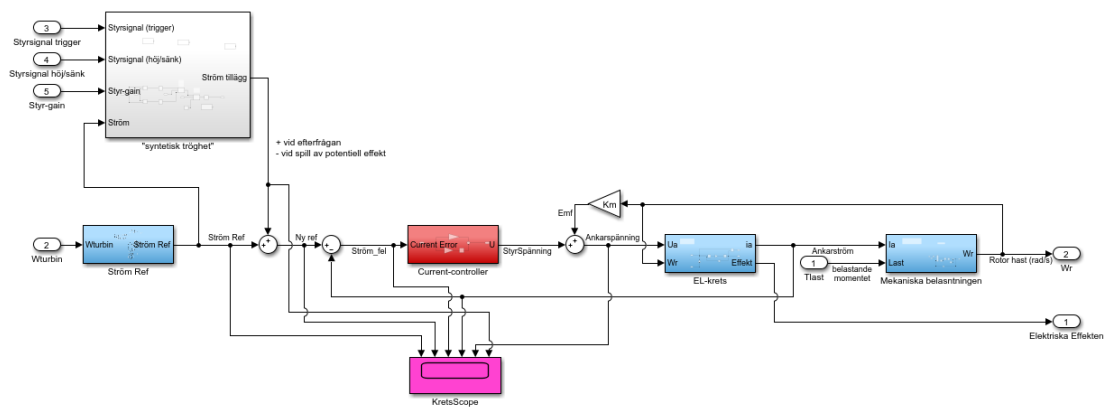 3
Styrsignal trigger
4
Styrsignal höj/sänk
5
Styr-gain
Styrsignal (trigger)
Styrsignal (höj/sänk)
Styr-gain
Ström
Ström tillägg
"syntetisk tröghet"
+ vid efterfrågan
- vid spill av potentiell effekt
2
Wturbin
Wturbin
Ström Ref
Ström Ref
Ström Ref
+
+
Ny ref
+
−
Ström_fel
Current Error
U
Current-controller
StyrSpänning
Emf
Km
+
+
Ankarspänning
Ua
Wr
ia
Effekt
EL-krets
Ankarström
1
Tlast
belastande
momentet
Ia
Last
Wr
Mekaniska belasntningen
Rotor hast (rad/s)
2
Wr
1
Elektriska Effekten
KretsScope